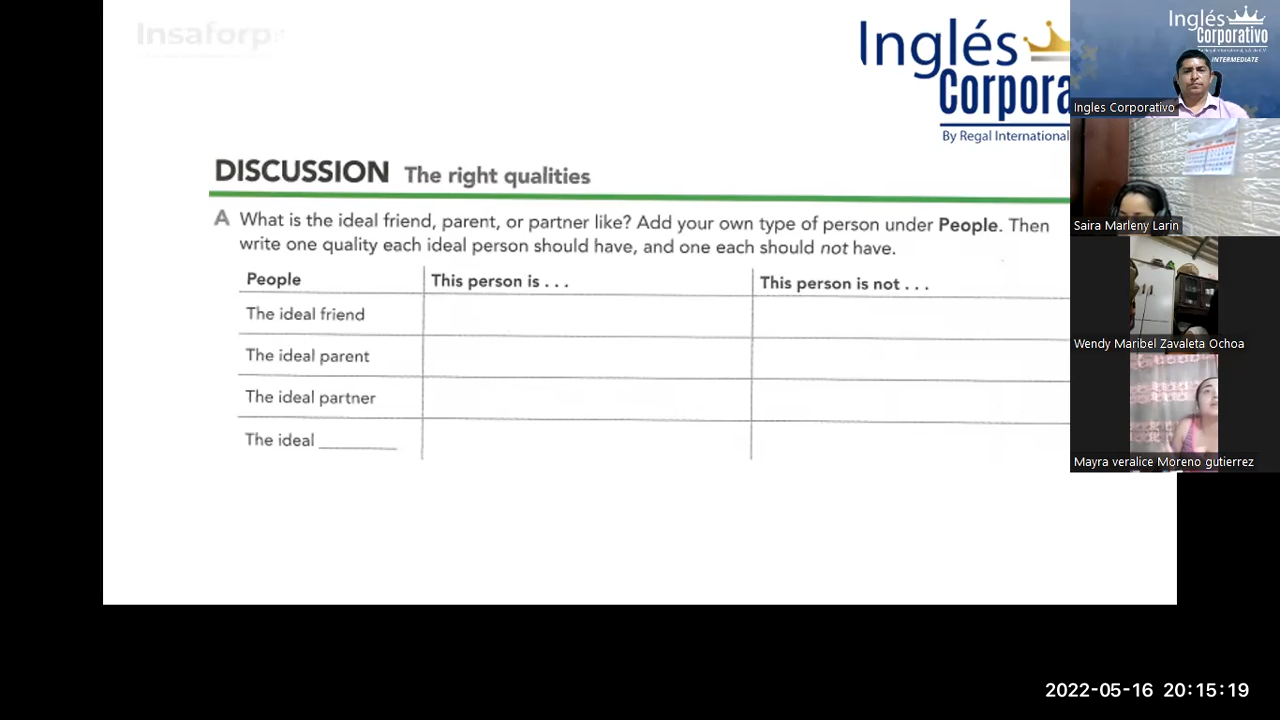 Insaforp
Inglés
Corpora
By Regal International
DISCUSSION The right qualities
A What is the ideal friend, parent, or partner like? Add your own type of person under People. Then
write one quality each ideal person should have, and one each should not have.
People This person is . . . This person is not . . .
The ideal friend
The ideal parent
The ideal partner
The ideal __________
Inglés
Corporativo
INTERMEDIATE
Ingles Corporativo
Saira Marleny Larin
Wendy Maribel Zavaleta Ochoa
Mayra veralice Moreno gutierrez
2022-05-16 20:15:19